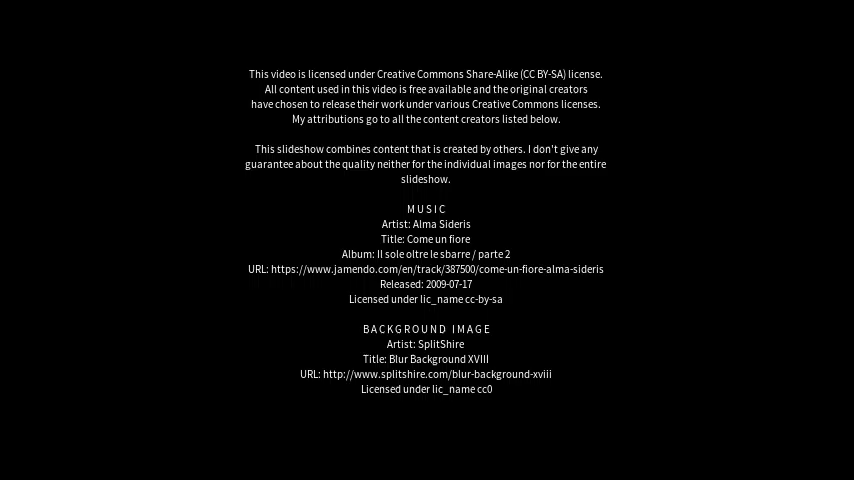 This video is licensed under Creative Commons Share-Alike (CC BY-SA) license.
All content used in this video is free available and the original creators
have chosen to release their work under various Creative Commons licenses.
My attributions go to all the content creators listed below.
This slideshow combines content that is created by others. I don't give any
guarantee about the quality neither for the individual images nor for the entire
slideshow.
MUSIC
Artist: Alma Sideris
Title: Come un fiore
Album: Il sole oltre le sbarre / parte 2
URL: https://www.jamendo.com/en/track/387500/come-un-fiore-alma-sideris
Released: 2009-07-17
Licensed under lic_name cc-by-sa
BACKGROUND IMAGE
Artist: SplitShire
Title: Blur Background XVIII
URL: http://www.splitshire.com/blur-background-xviii
Licensed under lic_name cc0